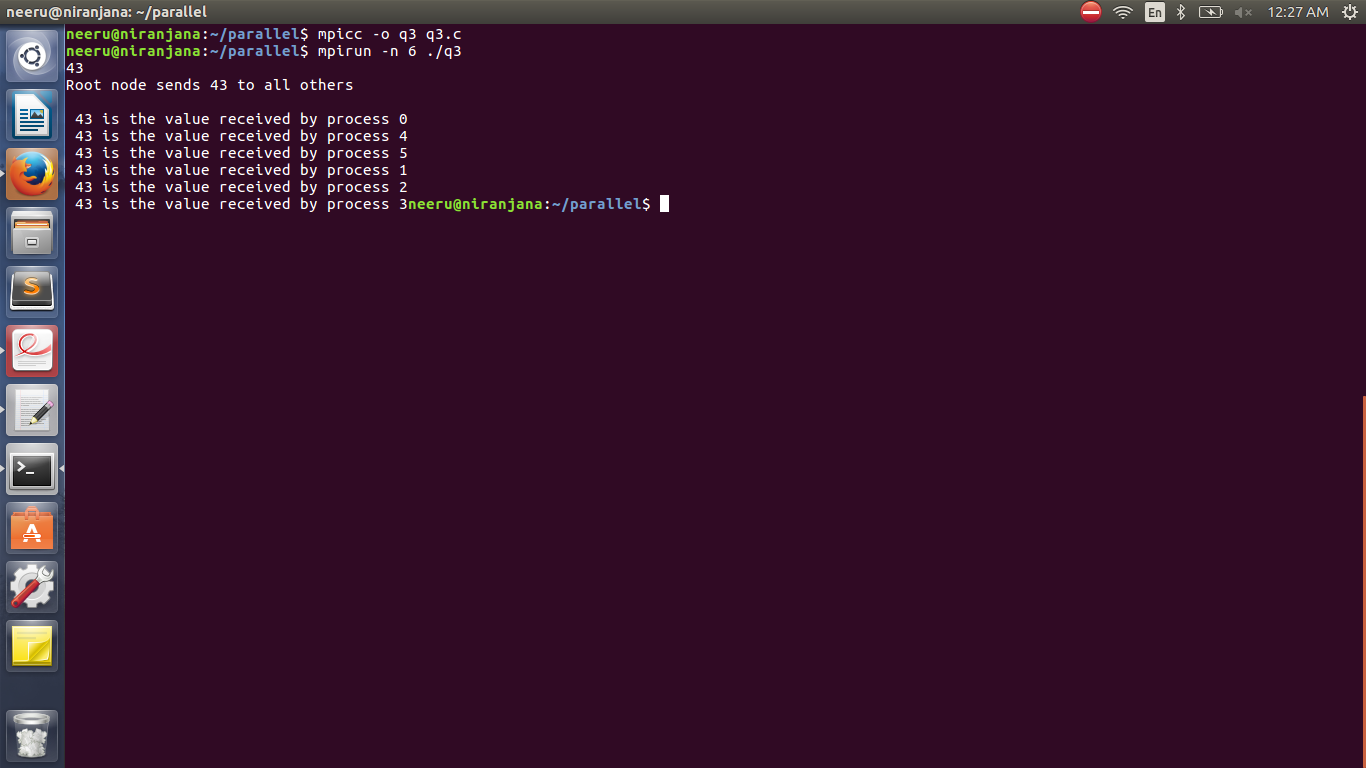 neeru@niranjana: ~/parallel
En
12:27 AM
neeru@niranjana:~/parallel$ mpicc -o q3 q3.c
neeru@niranjana:~/parallel$ mpirun -n 6 ./q3
43
Root node sends 43 to all others
43 is the value received by process 0
43 is the value received by process 4
43 is the value received by process 5
43 is the value received by process 1
43 is the value received by process 2
43 is the value received by process 3neeru@niranjana:~/parallel$